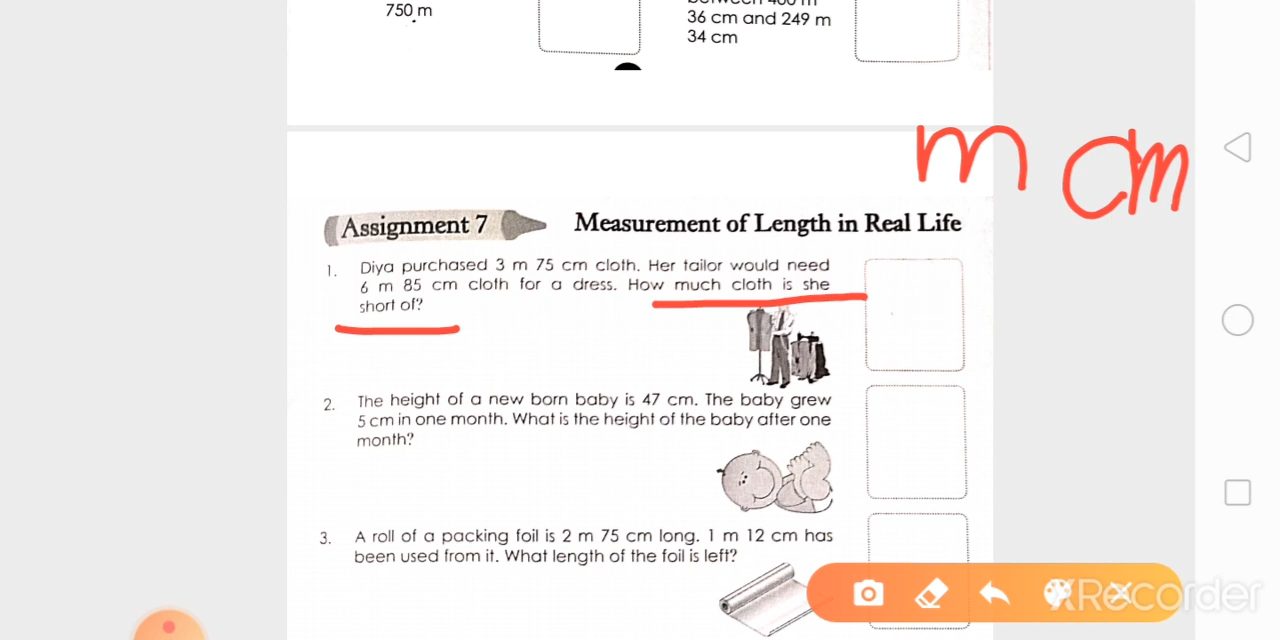 750 m
36 cm and 249 m
34 cm
m cm
Assignment 7
Measurement of Length in Real Life
1. Diya purchased 3 m 75 cm cloth. Her tailor would need
6 m 85 cm cloth for a dress. How much cloth is she
short of?
2. The height of a new born baby is 47 cm. The baby grew
5 cm in one month. What is the height of the baby after one
month?
3. A roll of a packing foil is 2 m 75 cm long. 1 m 12 cm has
been used from it. What length of the foil is left?
XRecorder